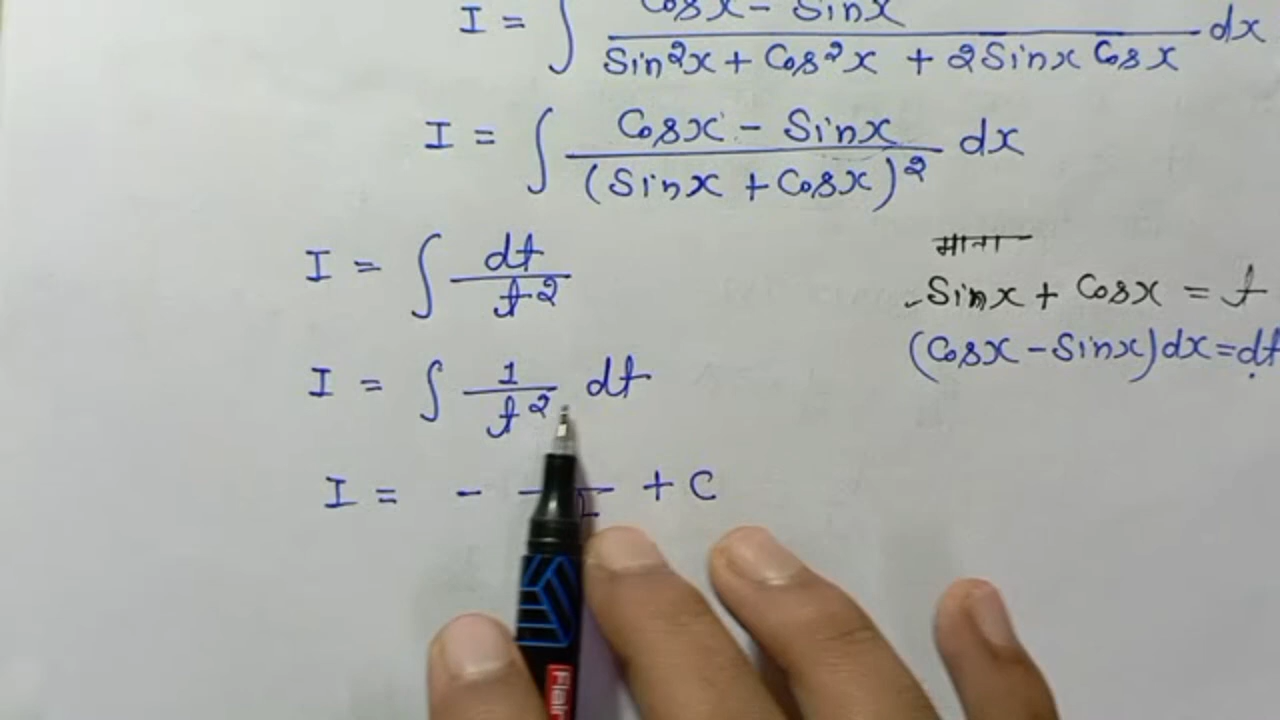 I = ∫ Cosx - Sinx / Sin²x + Cos²x + 2Sinx Cosx dx
I = ∫ Cosx - Sinx / (Sinx + Cosx)² dx
I = ∫ dt / t²
माना
Sinx + Cosx = t
(Cosx - Sinx)dx = dt
I = ∫ 1 / t² dt
I = - + C
Flair